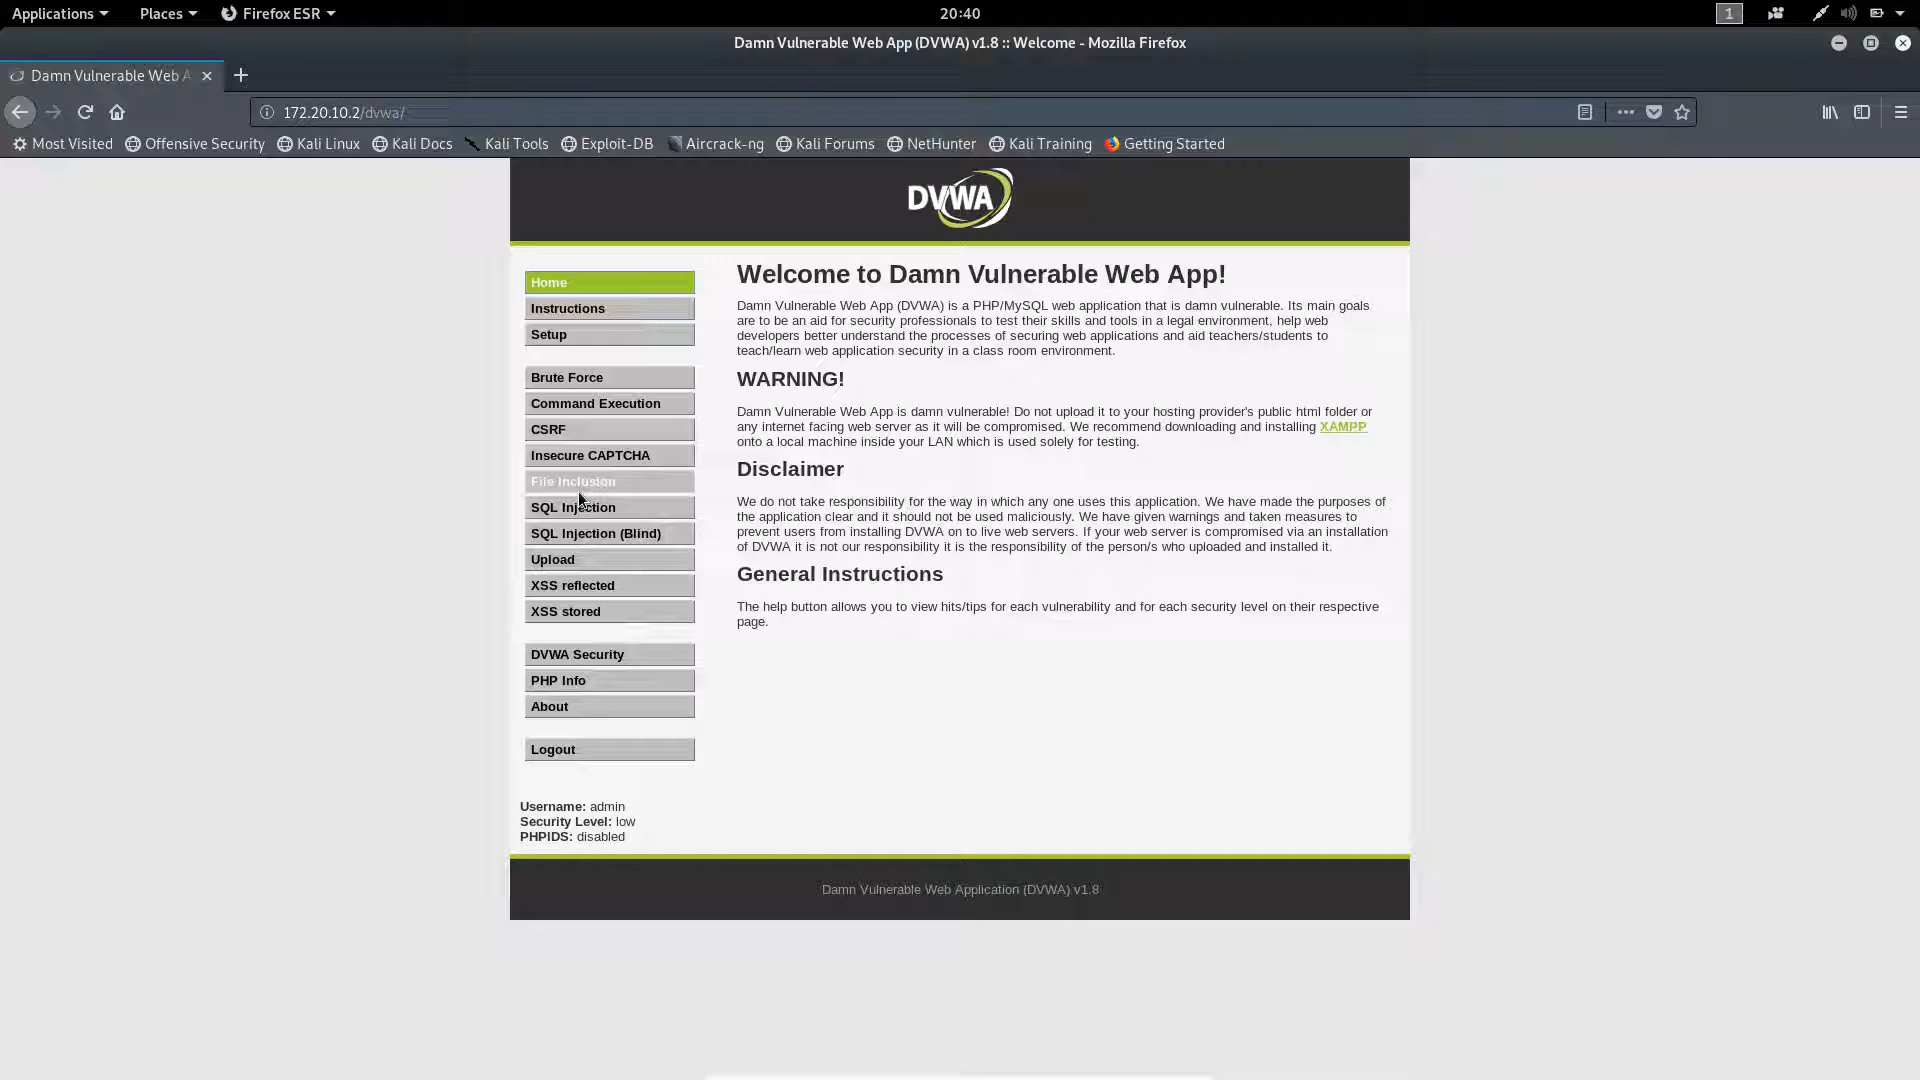 Applications Places Firefox ESR 20:40 1
Damn Vulnerable Web App (DVWA) v1.8 :: Welcome - Mozilla Firefox
Damn Vulnerable Web A
172.20.10.2/dvwa/
Most Visited Offensive Security Kali Linux Kali Docs Kali Tools Exploit-DB Aircrack-ng Kali Forums NetHunter Kali Training Getting Started
DVWA
Home
Instructions
Setup
Brute Force
Command Execution
CSRF
Insecure CAPTCHA
File Inclusion
SQL Injection
SQL Injection (Blind)
Upload
XSS reflected
XSS stored
DVWA Security
PHP Info
About
Logout
Username: admin
Security Level: low
PHPIDS: disabled
Welcome to Damn Vulnerable Web App!
Damn Vulnerable Web App (DVWA) is a PHP/MySQL web application that is damn vulnerable. Its main goals
are to be an aid for security professionals to test their skills and tools in a legal environment, help web
developers better understand the processes of securing web applications and aid teachers/students to
teach/learn web application security in a class room environment.
WARNING!
Damn Vulnerable Web App is damn vulnerable! Do not upload it to your hosting provider's public html folder or
any internet facing web server as it will be compromised. We recommend downloading and installing XAMPP
onto a local machine inside your LAN which is used solely for testing.
Disclaimer
We do not take responsibility for the way in which any one uses this application. We have made the purposes of
the application clear and it should not be used maliciously. We have given warnings and taken measures to
prevent users from installing DVWA on to live web servers. If your web server is compromised via an installation
of DVWA it is not our responsibility it is the responsibility of the person/s who uploaded and installed it.
General Instructions
The help button allows you to view hits/tips for each vulnerability and for each security level on their respective
page.
Damn Vulnerable Web Application (DVWA) v1.8